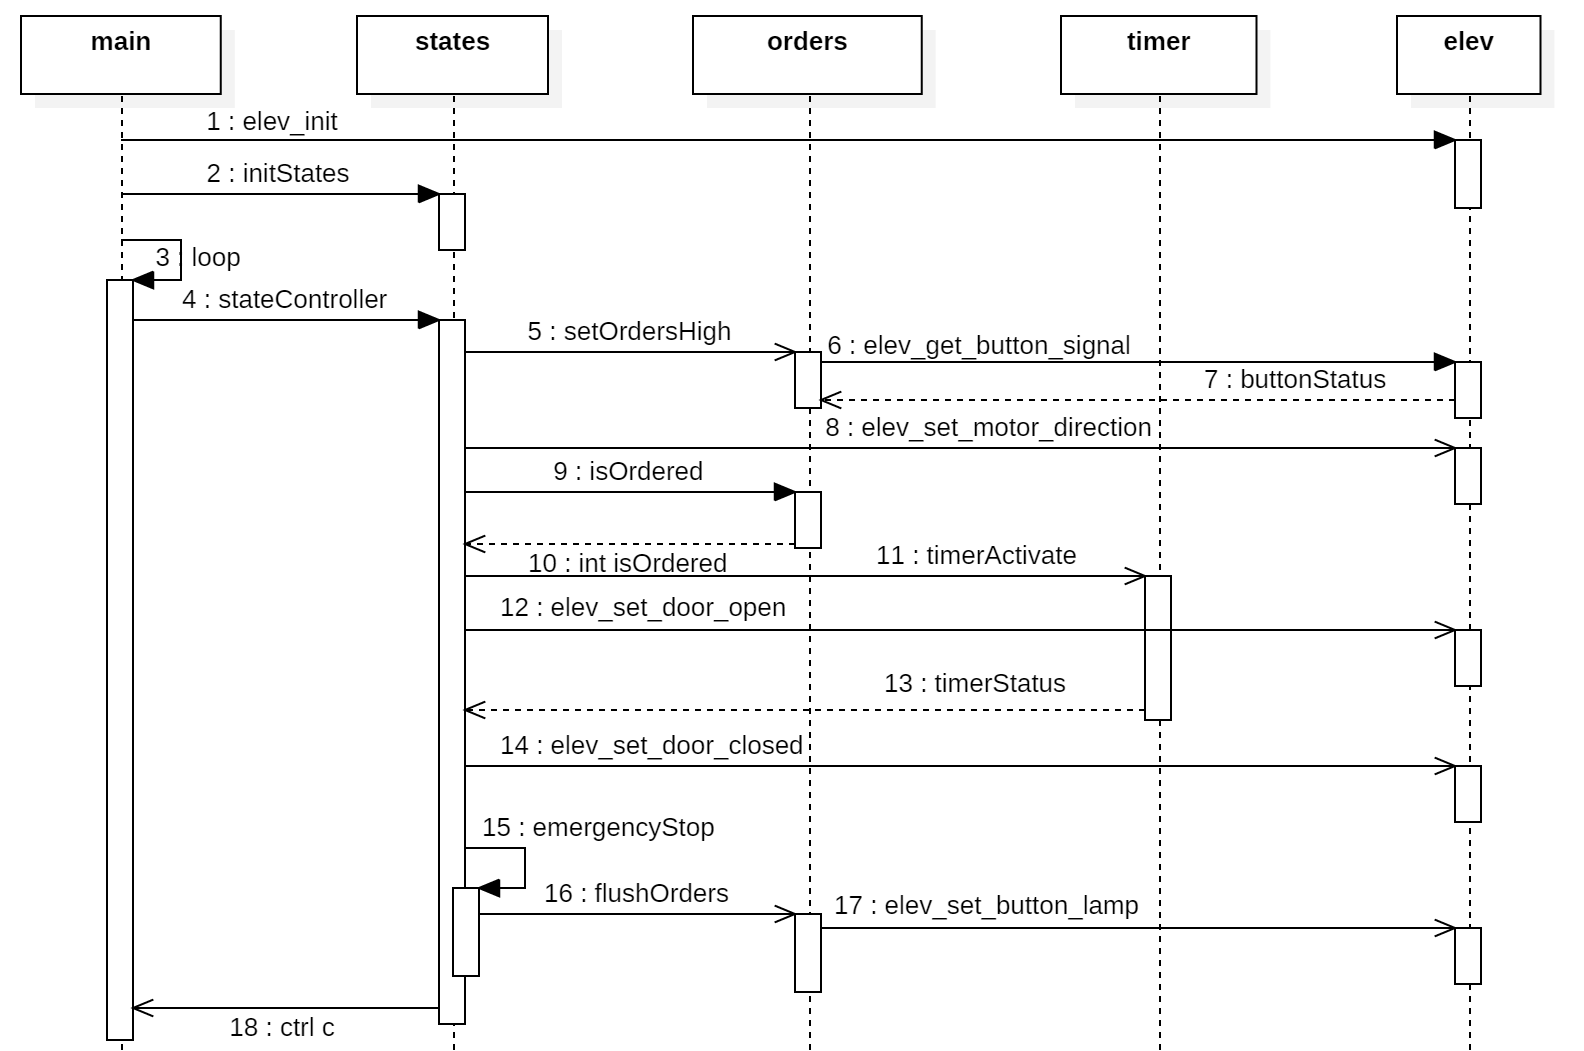 main
states
orders
timer
elev
1 : elev_init
2 : initStates
3 : loop
4 : stateController
5 : setOrdersHigh
6 : elev_get_button_signal
7 : buttonStatus
8 : elev_set_motor_direction
9 : isOrdered
10 : int isOrdered
11 : timerActivate
12 : elev_set_door_open
13 : timerStatus
14 : elev_set_door_closed
15 : emergencyStop
16 : flushOrders
17 : elev_set_button_lamp
18 : ctrl c